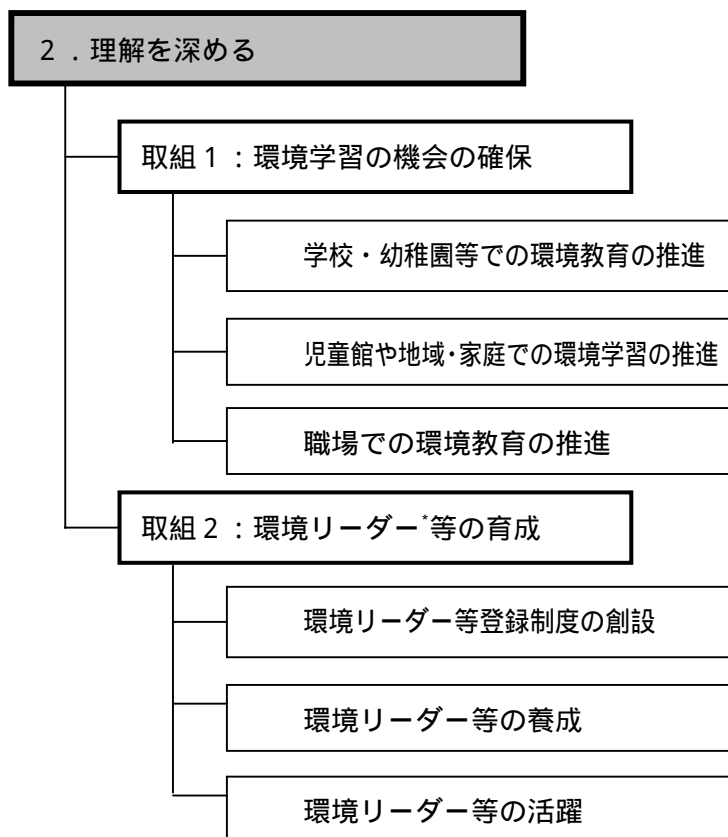 ２．理解を深める
取組１：環境学習の機会の確保
学校・幼稚園等での環境教育の推進
児童館や地域・家庭での環境学習の推進
職場での環境教育の推進
取組２：環境リーダー*等の育成
環境リーダー等登録制度の創設
環境リーダー等の養成
環境リーダー等の活躍